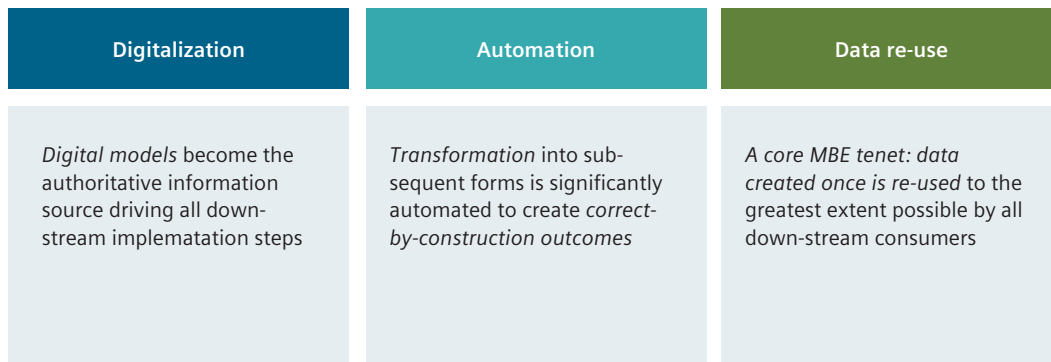 Digitalization
Digital models become the
authoritative information
source driving all down-
stream implematation steps
Automation
Transformation into sub-
sequent forms is significantly
automated to create correct-
by-construction outcomes
Data re-use
A core MBE tenet: data
created once is re-used to the
greatest extent possible by all
down-stream consumers